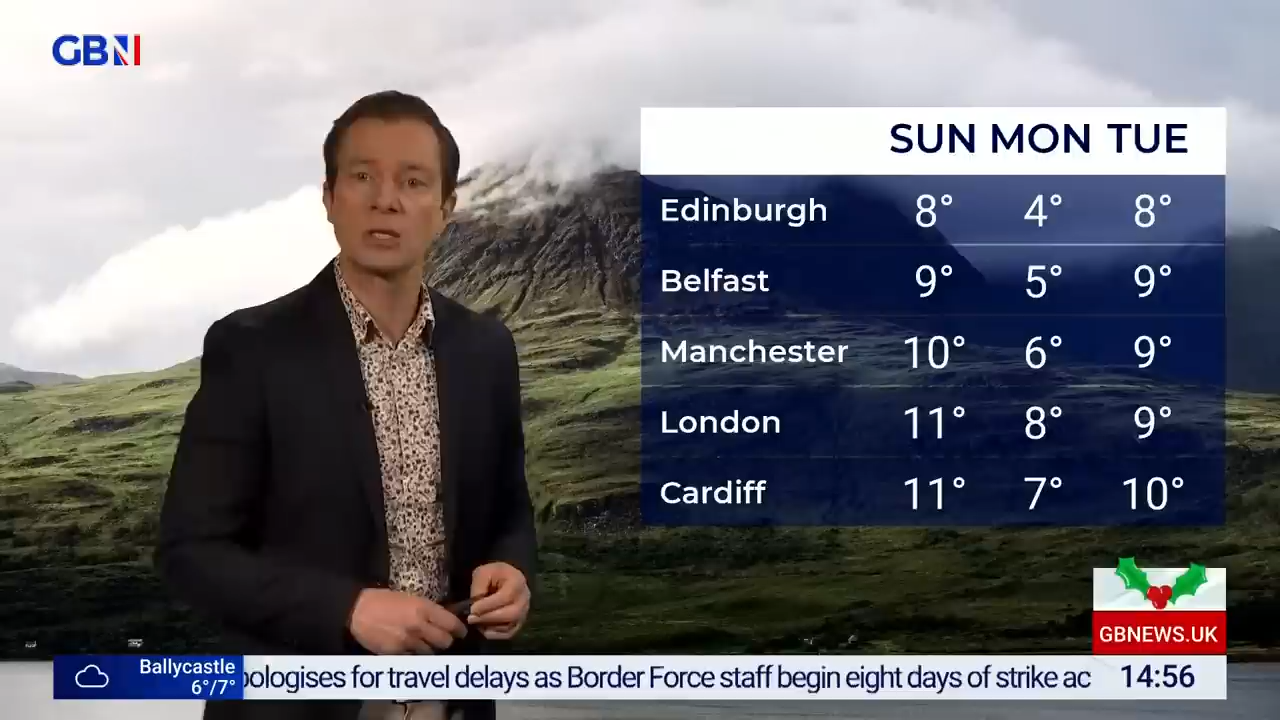 GBN
SUN MON TUE
Edinburgh 8° 4° 8°
Belfast 9° 5° 9°
Manchester 10° 6° 9°
London 11° 8° 9°
Cardiff 11° 7° 10°
GBNEWS.UK
Ballycastle
6°/7°
ologises for travel delays as Border Force staff begin eight days of strike ac
14:56